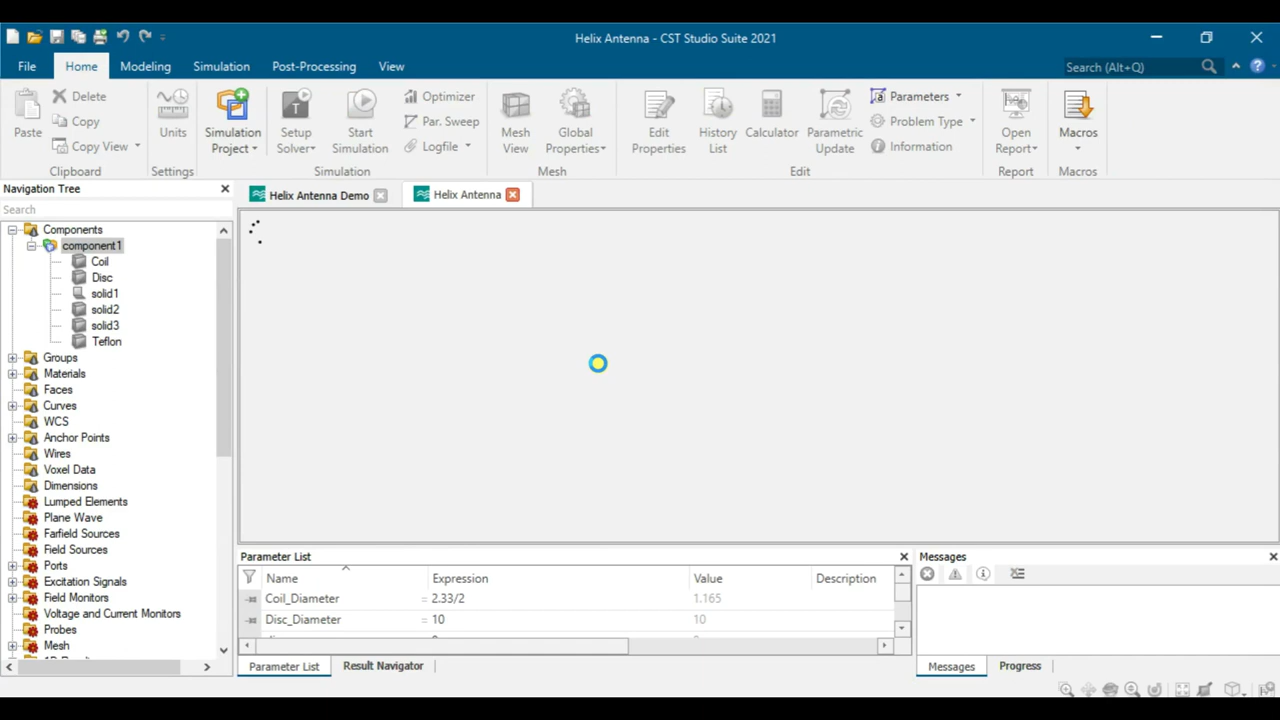 Helix Antenna - CST Studio Suite 2021
File Home Modeling Simulation Post-Processing View Search (Alt+Q)
Paste Delete Copy Copy View Clipboard
Units Settings
Simulation Project Setup Solver Start Simulation Optimizer Par. Sweep Logfile Simulation
Mesh View Global Properties Mesh
Edit Properties History List Calculator Parametric Update Parameters Problem Type Information Edit
Open Report Report
Macros Macros
Navigation Tree
Search
Components
component1
Coil
Disc
solid1
solid2
solid3
Teflon
Groups
Materials
Faces
Curves
WCS
Anchor Points
Wires
Voxel Data
Dimensions
Lumped Elements
Plane Wave
Farfield Sources
Field Sources
Ports
Excitation Signals
Field Monitors
Voltage and Current Monitors
Probes
Mesh
Helix Antenna Demo Helix Antenna
Parameter List
Name Expression Value Description
Coil_Diameter = 2.33/2 1.165
Disc_Diameter = 10 10
Parameter List Result Navigator
Messages
Messages Progress